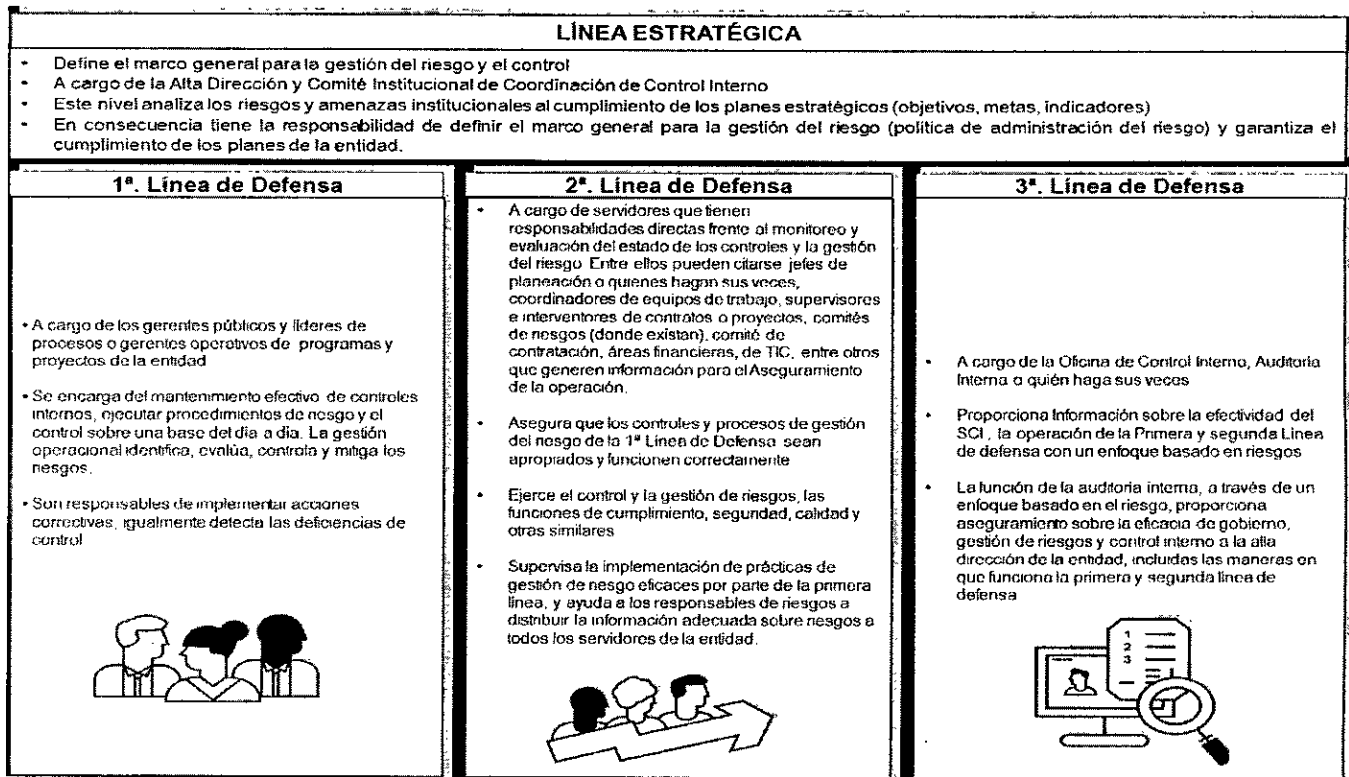 LÍNEA ESTRATÉGICA
• Define el marco general para la gestión del riesgo y el control
• A cargo de la Alta Dirección y Comité Institucional de Coordinación de Control Interno
• Este nivel analiza los riesgos y amenazas institucionales al cumplimiento de los planes estratégicos (objetivos, metas, indicadores)
• En consecuencia tiene la responsabilidad de definir el marco general para la gestión del riesgo (política de administración del riesgo) y garantiza el
cumplimiento de los planes de la entidad.
1ª. Línea de Defensa
• A cargo de los gerentes públicos y líderes de
procesos o gerentes operativos de programas y
proyectos de la entidad
• Se encarga del mantenimiento efectivo de controles
internos, ejecutar procedimientos de riesgo y el
control sobre una base del día a día. La gestión
operacional identifica, evalúa, controla y mitiga los
riesgos.
• Son responsables de implementar acciones
correctivas, igualmente detecta las deficiencias de
control
2ª. Línea de Defensa
• A cargo de servidores que tienen
responsabilidades directas frente al monitoreo y
evaluación del estado de los controles y la gestión
del riesgo Entre ellos pueden citarse jefes de
planeación o quienes hagan sus veces,
coordinadores de equipos de trabajo, supervisores
e interventores de contratos o proyectos, comités
de riesgos (donde existan), comité de
contratación, áreas financieras, de TIC, entre otros
que generen información para el Aseguramiento
de la operación.
• Asegura que los controles y procesos de gestión
del riesgo de la 1ª Línea de Defensa sean
apropiados y funcionen correctamente
• Ejerce el control y la gestión de riesgos, las
funciones de cumplimiento, seguridad, calidad y
otras similares
• Supervisa la implementación de prácticas de
gestión de riesgo eficaces por parte de la primera
línea, y ayuda a los responsables de riesgos a
distribuir la información adecuada sobre riesgos a
todos los servidores de la entidad.
3ª. Línea de Defensa
• A cargo de la Oficina de Control Interno, Auditoría
Interna o quién haga sus veces
• Proporciona Información sobre la efectividad del
SCI , la operación de la Primera y segunda Línea
de defensa con un enfoque basado en riesgos
• La función de la auditoría interna, a través de un
enfoque basado en el riesgo, proporciona
aseguramiento sobre la eficacia de gobierno,
gestión de riesgos y control interno a la alta
dirección de la entidad, incluidas las maneras en
que funciona la primera y segunda línea de
defensa
1
2
3